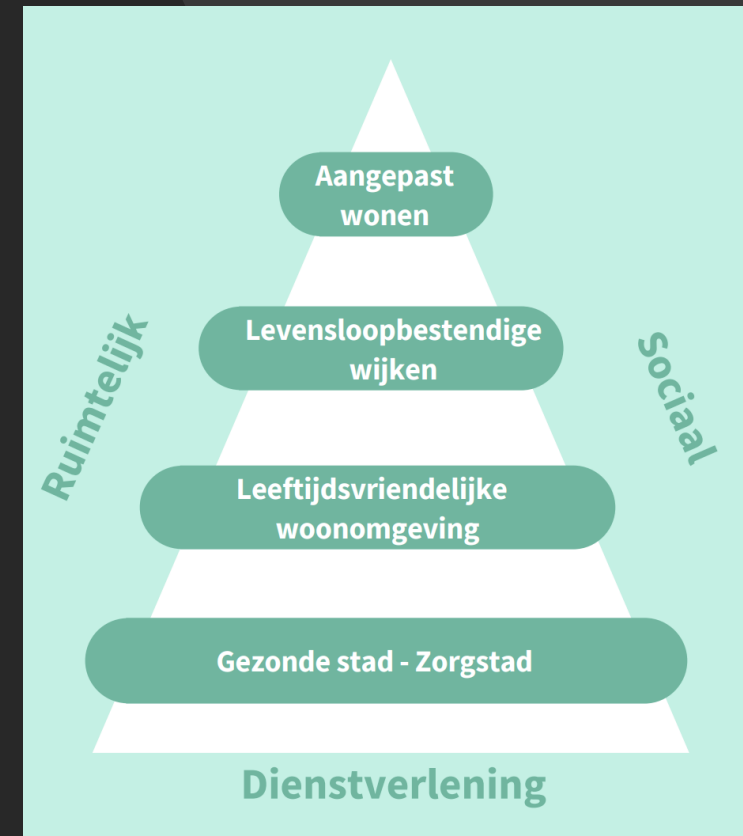 Aangepast
wonen
Levensloopbestendige
wijken
Ruimtelijk
Sociaal
Leeftijdsvriendelijke
woonomgeving
Gezonde stad - Zorgstad
Dienstverlening